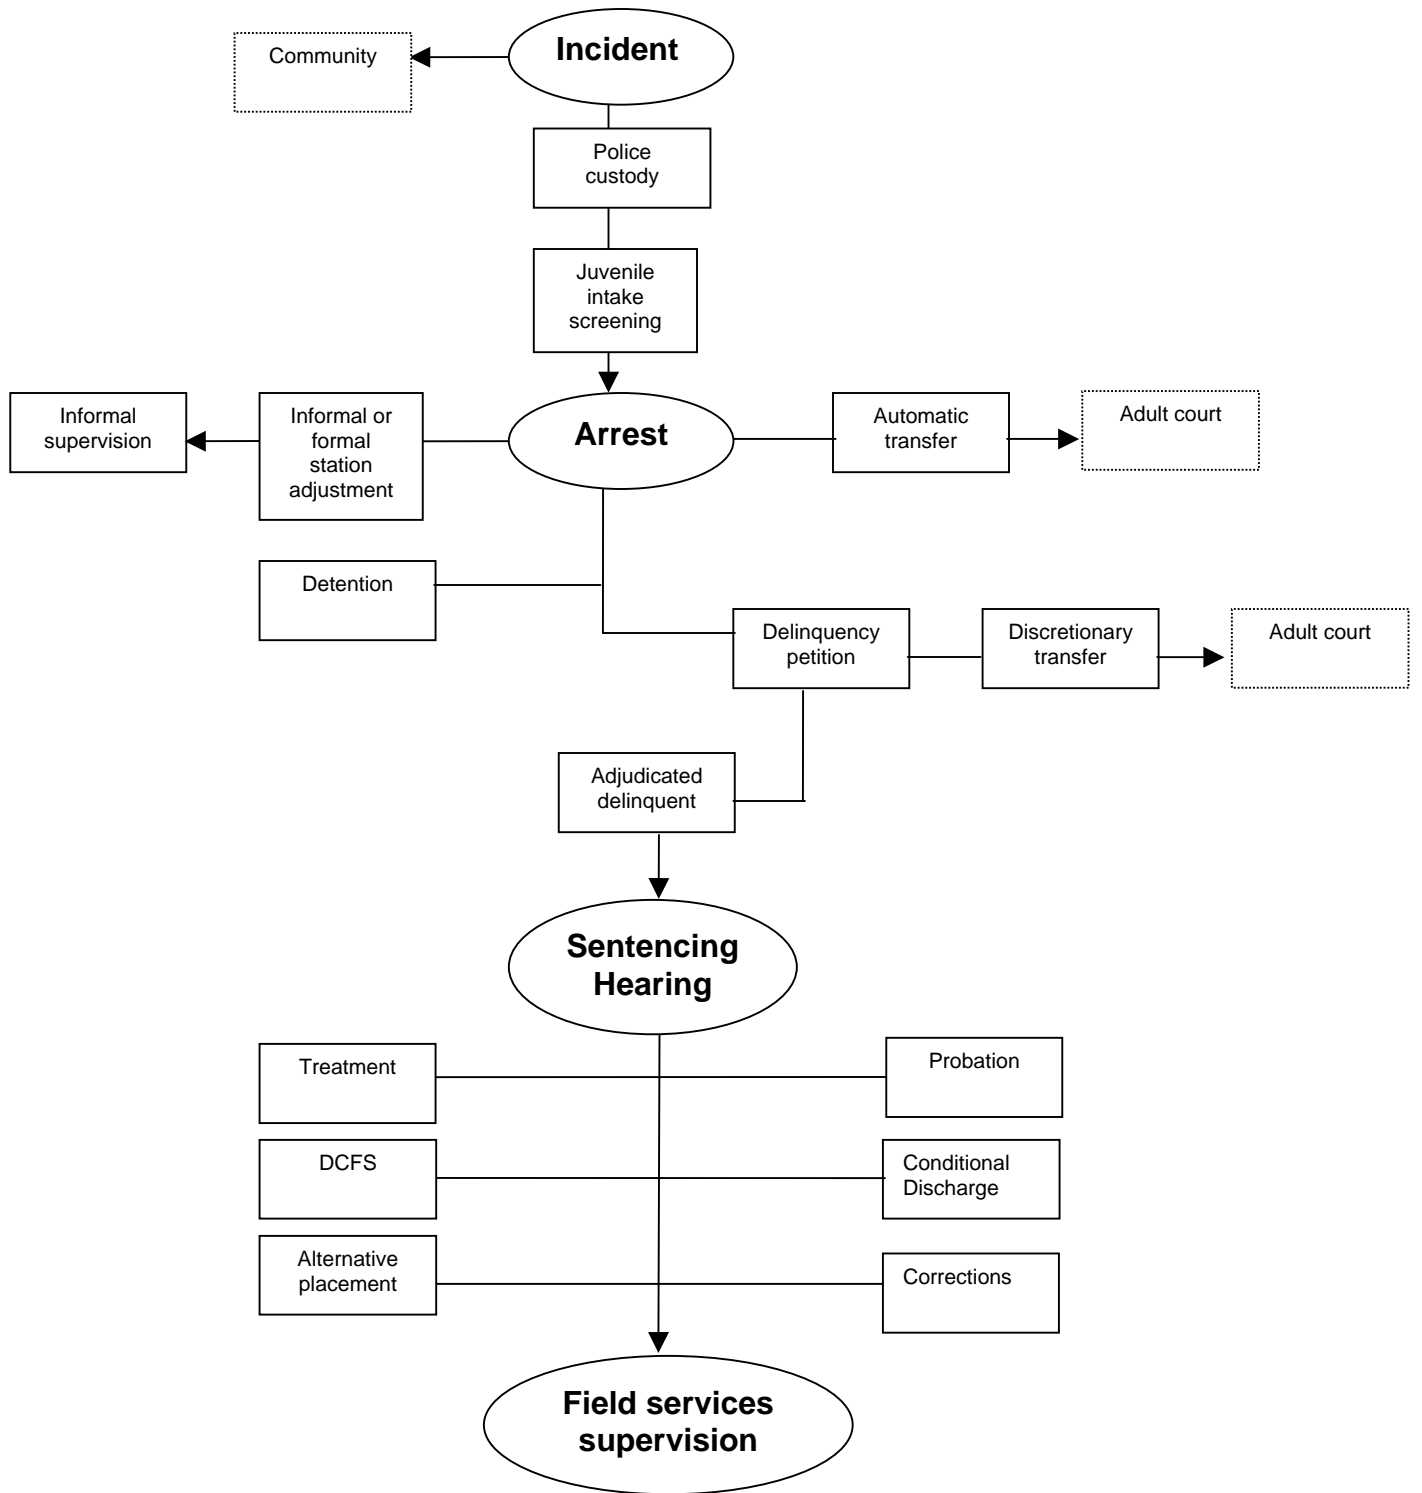 Incident
Community
Police
custody
Juvenile
intake
screening
Informal
supervision
Informal or
formal
station
adjustment
Arrest
Automatic
transfer
Adult court
Detention
Delinquency
petition
Discretionary
transfer
Adult court
Adjudicated
delinquent
Sentencing
Hearing
Treatment
Probation
DCFS
Conditional
Discharge
Alternative
placement
Corrections
Field services
supervision